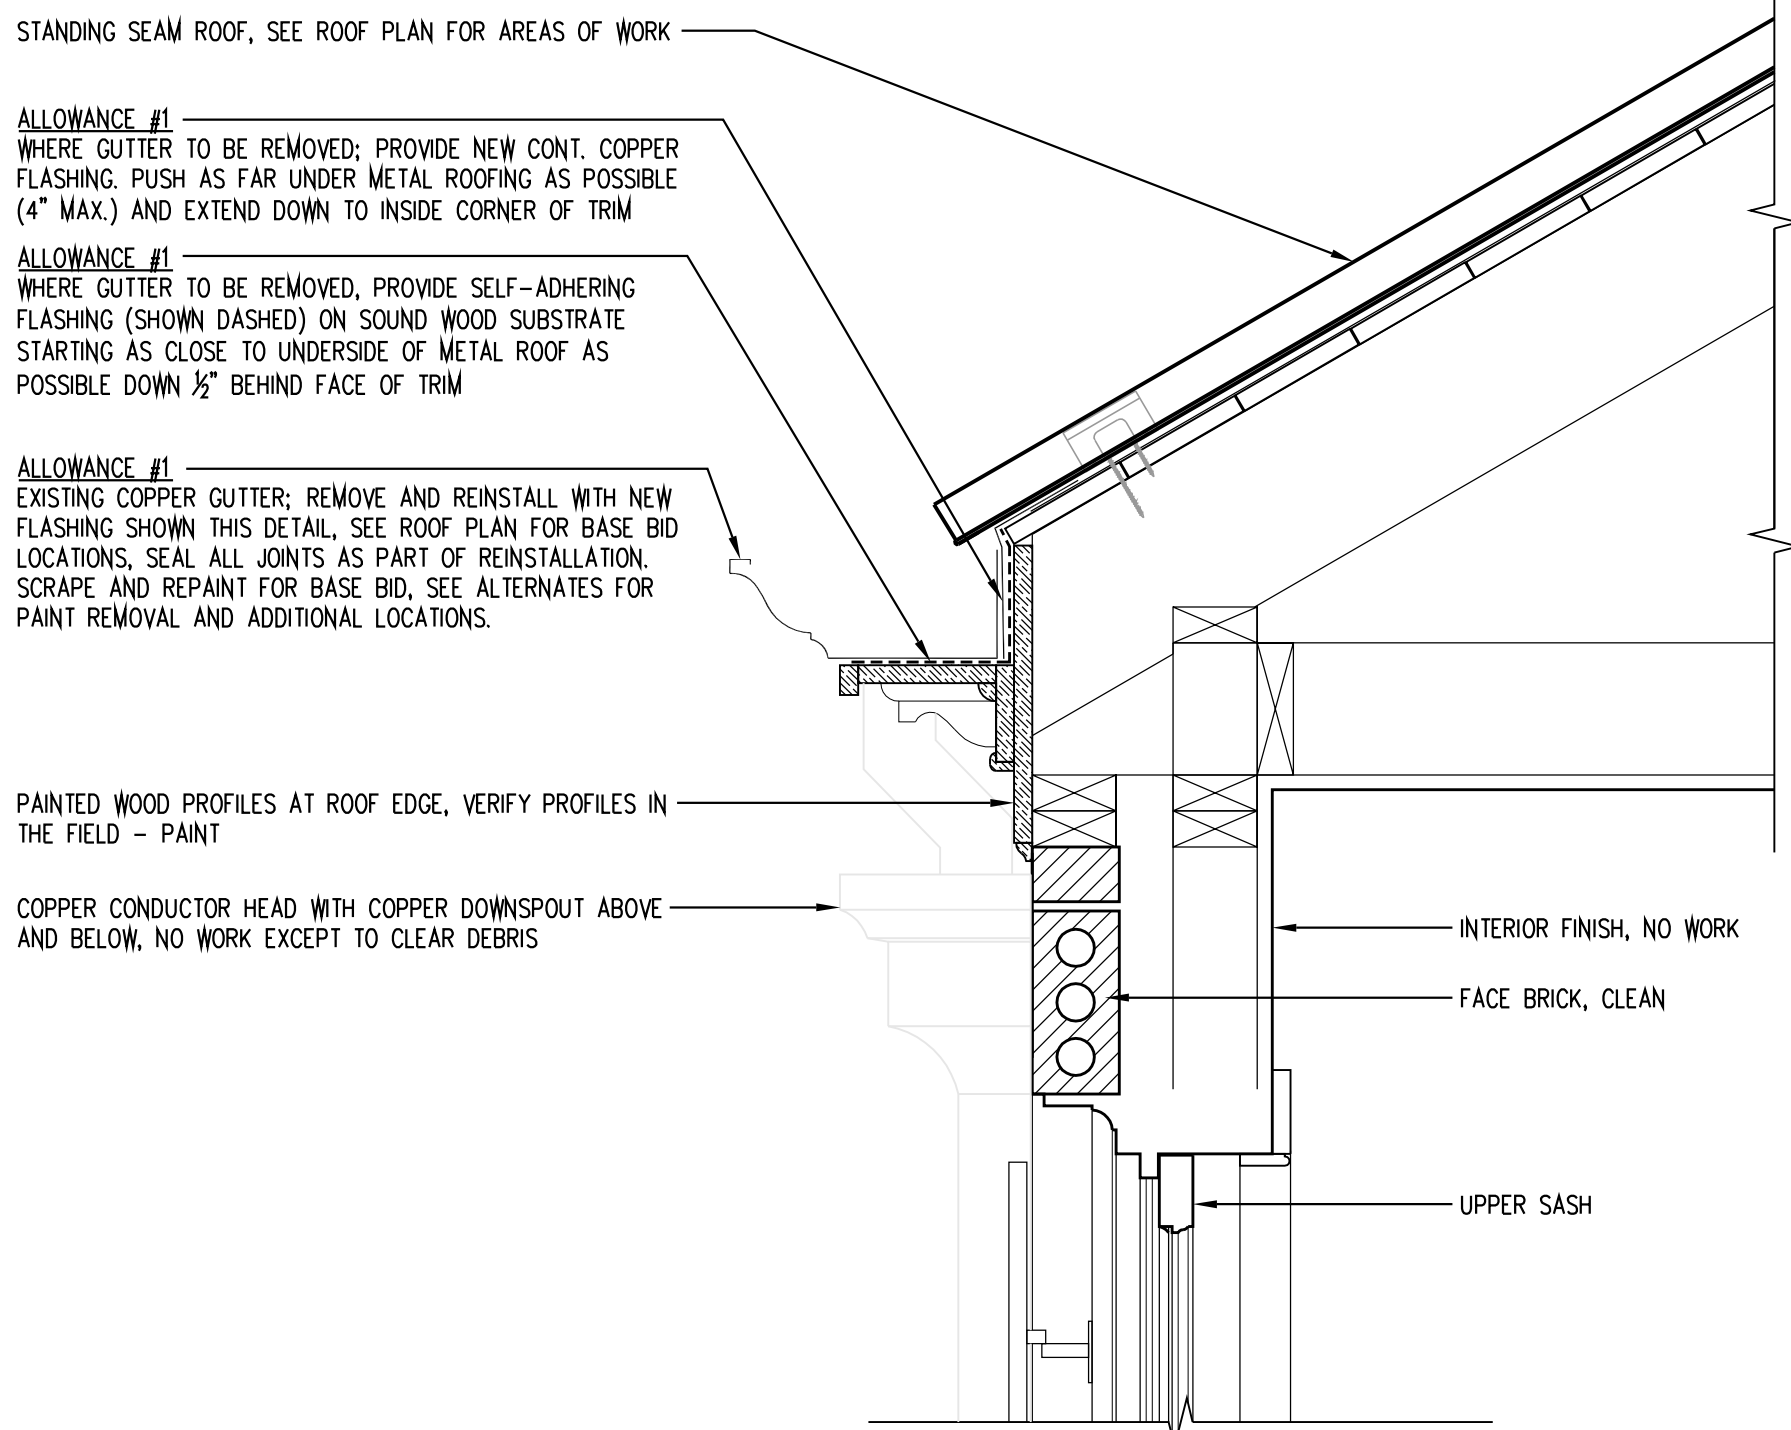 STANDING SEAM ROOF, SEE ROOF PLAN FOR AREAS OF WORK
ALLOWANCE #1
WHERE GUTTER TO BE REMOVED; PROVIDE NEW CONT. COPPER
FLASHING. PUSH AS FAR UNDER METAL ROOFING AS POSSIBLE
(4" MAX.) AND EXTEND DOWN TO INSIDE CORNER OF TRIM
ALLOWANCE #1
WHERE GUTTER TO BE REMOVED, PROVIDE SELF-ADHERING
FLASHING (SHOWN DASHED) ON SOUND WOOD SUBSTRATE
STARTING AS CLOSE TO UNDERSIDE OF METAL ROOF AS
POSSIBLE DOWN ½" BEHIND FACE OF TRIM
ALLOWANCE #1
EXISTING COPPER GUTTER; REMOVE AND REINSTALL WITH NEW
FLASHING SHOWN THIS DETAIL, SEE ROOF PLAN FOR BASE BID
LOCATIONS, SEAL ALL JOINTS AS PART OF REINSTALLATION.
SCRAPE AND REPAINT FOR BASE BID, SEE ALTERNATES FOR
PAINT REMOVAL AND ADDITIONAL LOCATIONS.
PAINTED WOOD PROFILES AT ROOF EDGE, VERIFY PROFILES IN
THE FIELD - PAINT
COPPER CONDUCTOR HEAD WITH COPPER DOWNSPOUT ABOVE
AND BELOW, NO WORK EXCEPT TO CLEAR DEBRIS
INTERIOR FINISH, NO WORK
FACE BRICK, CLEAN
UPPER SASH